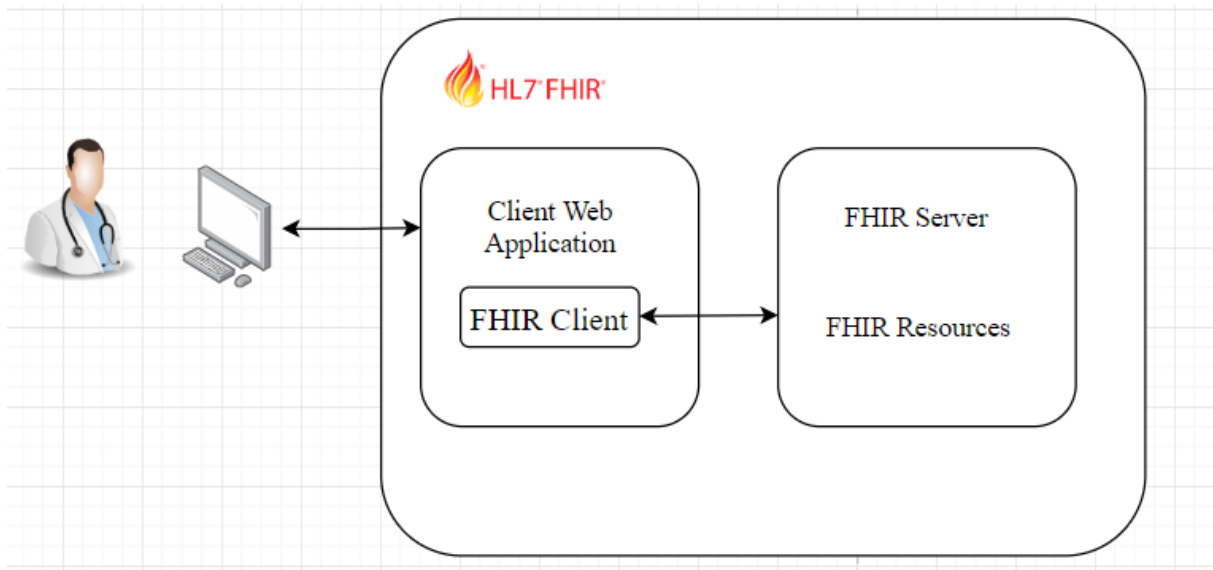 HL7® FHIR®
Client Web
Application
FHIR Client
FHIR Server
FHIR Resources